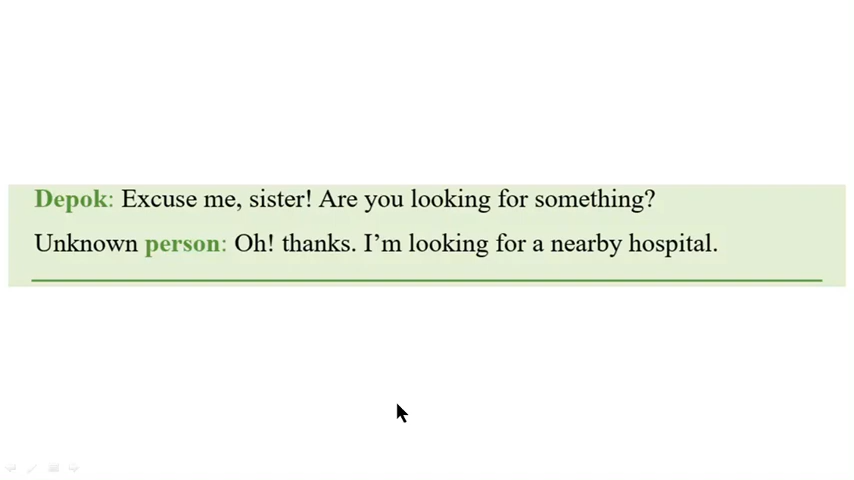 Depok: Excuse me, sister! Are you looking for something?
Unknown person: Oh! thanks. I’m looking for a nearby hospital.